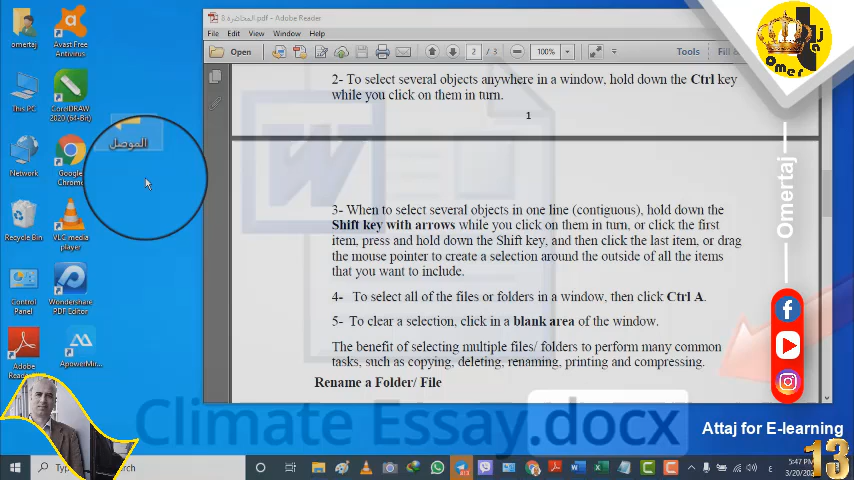 المحاضرة 8.pdf - Adobe Reader
File Edit View Window Help
Open 2 / 3 100% Tools
2- To select several objects anywhere in a window, hold down the Ctrl key
while you click on them in turn.
1
3- When to select several objects in one line (contiguous), hold down the
Shift key with arrows while you click on them in turn, or click the first
item, press and hold down the Shift key, and then click the last item, or drag
the mouse pointer to create a selection around the outside of all the items
that you want to include.
4- To select all of the files or folders in a window, then click Ctrl A.
5- To clear a selection, click in a blank area of the window.
The benefit of selecting multiple files/ folders to perform many common
tasks, such as copying, deleting, renaming, printing and compressing.
Rename a Folder/ File
Climate Essay.docx
omertaj
Avast Free
Antivirus
This PC
CorelDRAW
2020 (64-Bit)
الموصل
Network
Google
Chrome
Recycle Bin
VLC media
player
Control
Panel
Wondershare
PDF Editor
Adobe
ApowerMir...
Omer
Omertaj
Attaj for E-learning
13
5:47 PM
ع